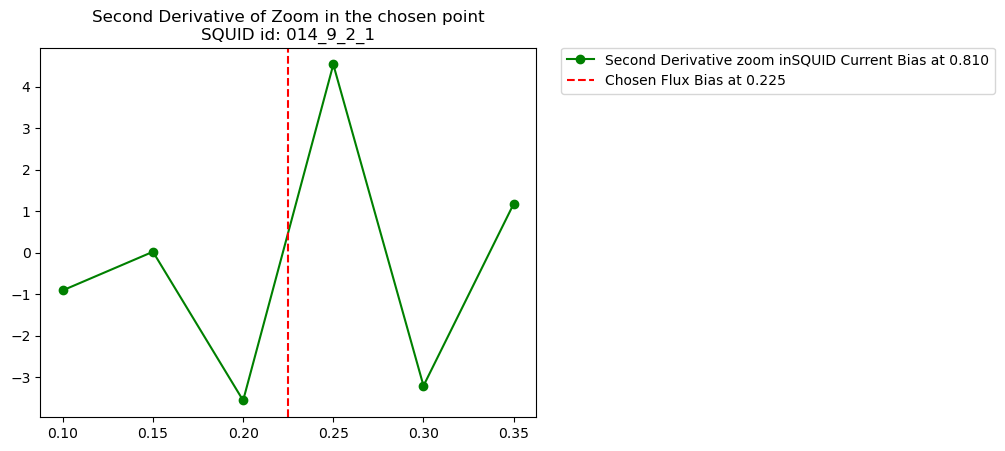 Second Derivative of Zoom in the chosen point
SQUID id: 014_9_2_1
Second Derivative zoom inSQUID Current Bias at 0.810
Chosen Flux Bias at 0.225
4
3
2
1
0
−1
−2
−3
0.10 0.15 0.20 0.25 0.30 0.35